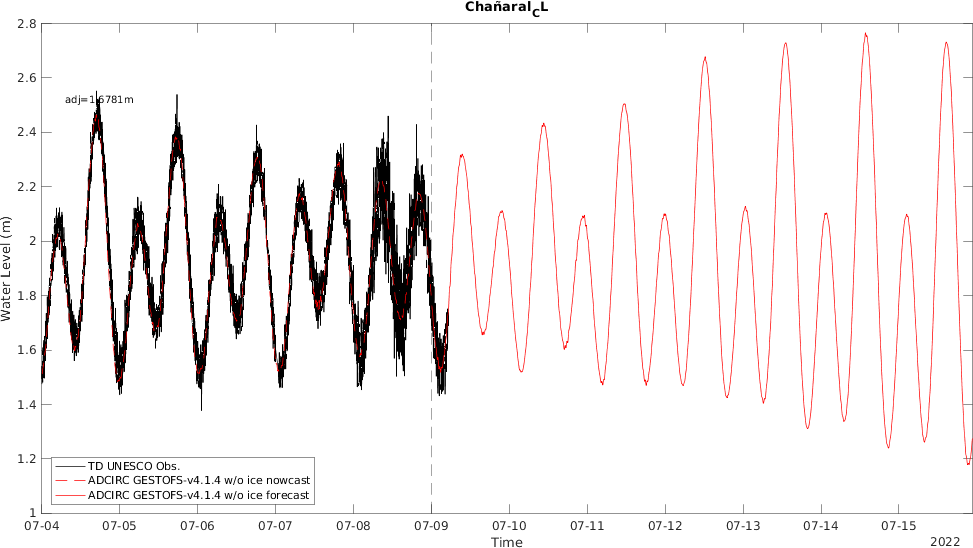 Chañaral_CL
2.8
2.6
2.4
2.2
2
1.8
1.6
1.4
1.2
1
Water Level (m)
adj=1.6781m
TD UNESCO Obs.
ADCIRC GESTOFS-v4.1.4 w/o ice nowcast
ADCIRC GESTOFS-v4.1.4 w/o ice forecast
07-04 07-05 07-06 07-07 07-08 07-09 07-10 07-11 07-12 07-13 07-14 07-15
Time
2022